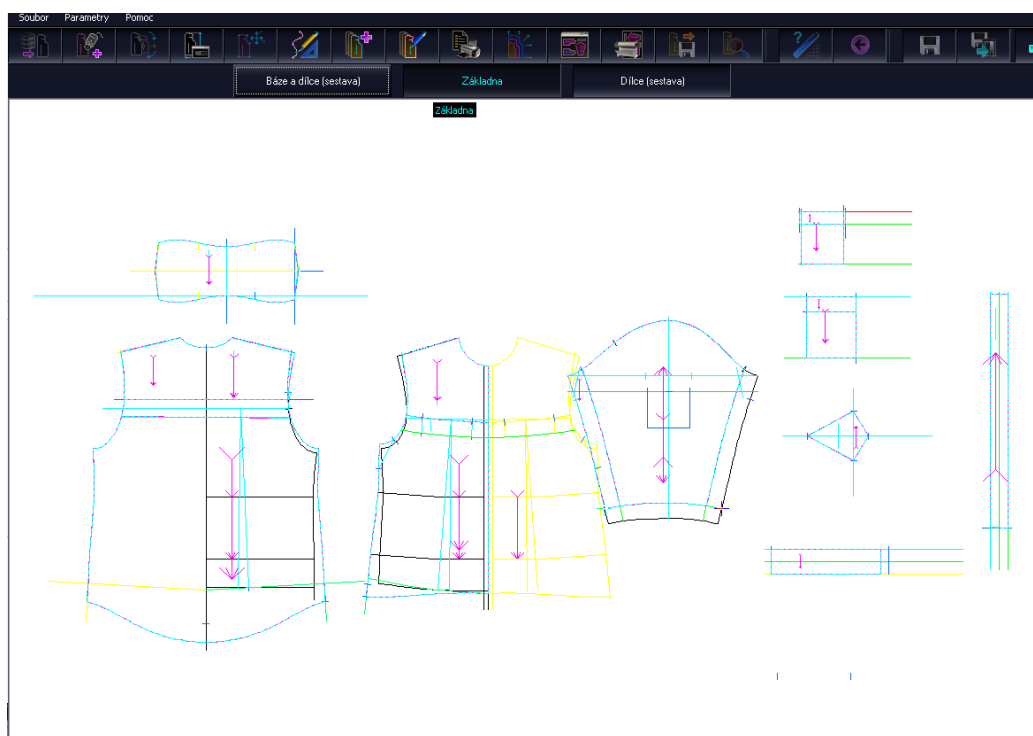 Soubor Parametry Pomoc
Báze a dílce (sestava) Základna Dílce (sestava)
Základna